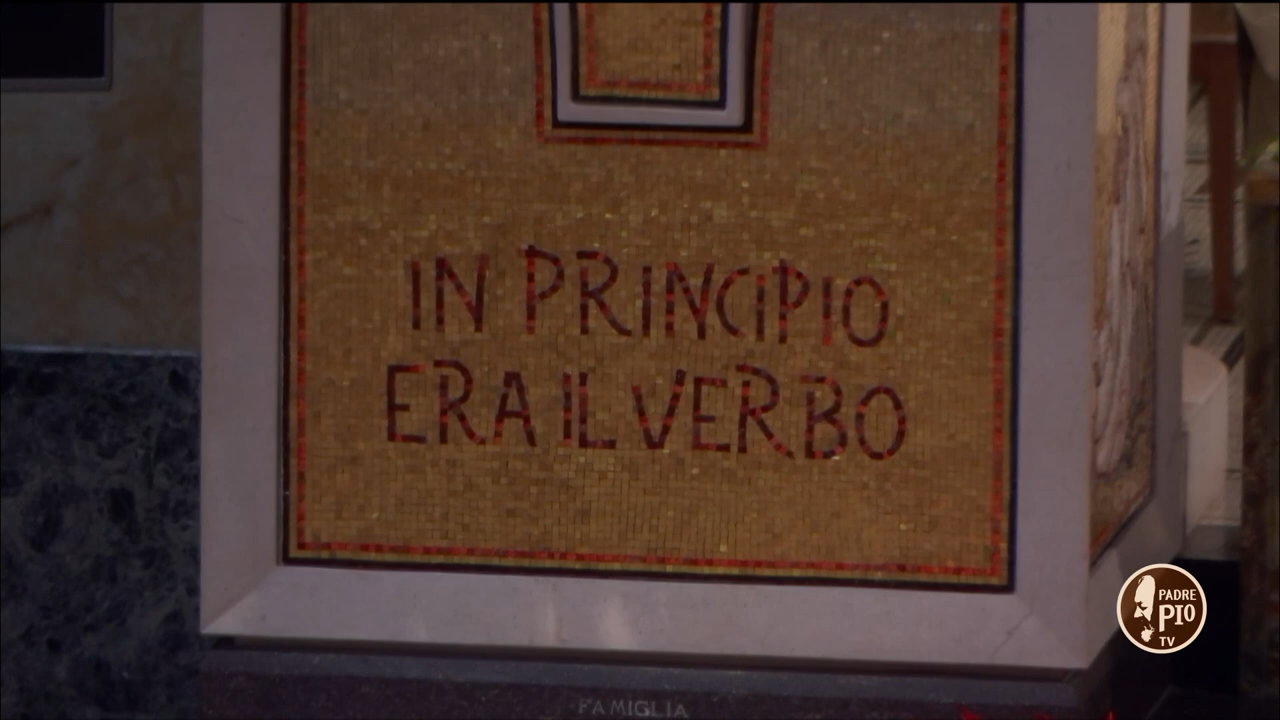 IN PRINCIPIO
ERA IL VERBO
FAMIGLIA
PADRE
PIO
TV